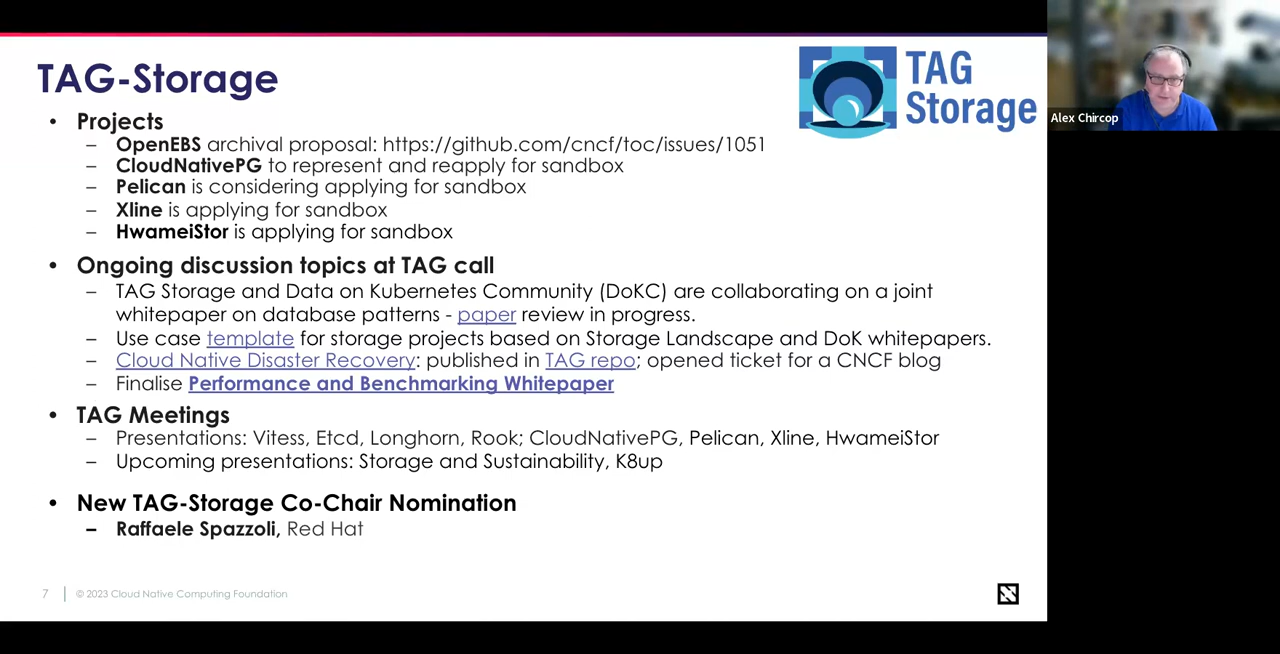 TAG-Storage
TAG
Storage
Alex Chircop
• Projects
– OpenEBS archival proposal: https://github.com/cncf/toc/issues/1051
– CloudNativePG to represent and reapply for sandbox
– Pelican is considering applying for sandbox
– Xline is applying for sandbox
– HwameiStor is applying for sandbox
• Ongoing discussion topics at TAG call
– TAG Storage and Data on Kubernetes Community (DoKC) are collaborating on a joint
whitepaper on database patterns - paper review in progress.
– Use case template for storage projects based on Storage Landscape and DoK whitepapers.
– Cloud Native Disaster Recovery: published in TAG repo; opened ticket for a CNCF blog
– Finalise Performance and Benchmarking Whitepaper
• TAG Meetings
– Presentations: Vitess, Etcd, Longhorn, Rook; CloudNativePG, Pelican, Xline, HwameiStor
– Upcoming presentations: Storage and Sustainability, K8up
• New TAG-Storage Co-Chair Nomination
– Raffaele Spazzoli, Red Hat
7 | © 2023 Cloud Native Computing Foundation